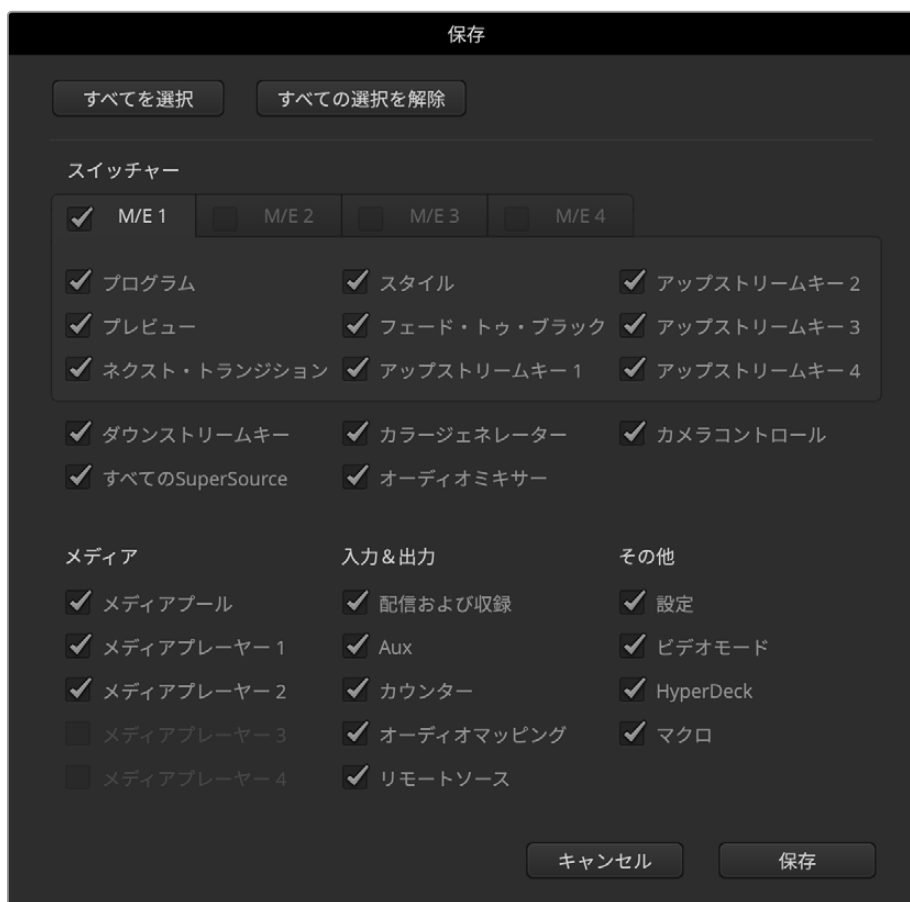 保存
すべてを選択 すべての選択を解除
スイッチャー
M/E 1 M/E 2 M/E 3 M/E 4
プログラム スタイル アップストリームキー 2
プレビュー フェード・トゥ・ブラック アップストリームキー 3
ネクスト・トランジション アップストリームキー 1 アップストリームキー 4
ダウンストリームキー カラージェネレーター カメラコントロール
すべてのSuperSource オーディオミキサー
メディア 入力＆出力 その他
メディアプール 配信および収録 設定
メディアプレーヤー 1 Aux ビデオモード
メディアプレーヤー 2 カウンター HyperDeck
メディアプレーヤー 3 オーディオマッピング マクロ
メディアプレーヤー 4 リモートソース
キャンセル 保存